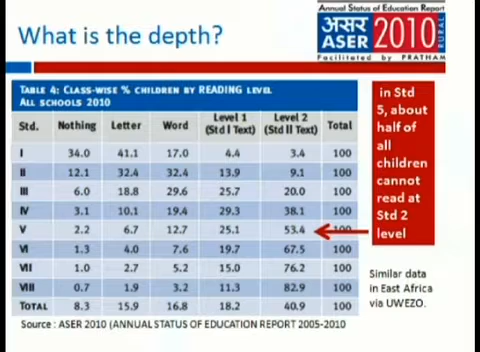 What is the depth?
Annual Status of Education Report
असर
ASER
2010
RURAL
Facilitated by PRATHAM
TABLE 4: CLASS-WISE % CHILDREN BY READING LEVEL
ALL SCHOOLS 2010
Std. Nothing Letter Word Level 1 (Std I Text) Level 2 (Std II Text) Total
I 34.0 41.1 17.0 4.4 3.4 100
II 12.1 32.4 32.4 13.9 9.1 100
III 6.0 18.8 29.6 25.7 20.0 100
IV 3.1 10.1 19.4 29.3 38.1 100
V 2.2 6.7 12.7 25.1 53.4 100
VI 1.3 4.0 7.6 19.7 67.5 100
VII 1.0 2.7 5.2 15.0 76.2 100
VIII 0.7 1.9 3.2 11.3 82.9 100
TOTAL 8.3 15.9 16.8 18.2 40.9 100
in Std
5, about
half of
all
children
cannot
read at
Std 2
level
Similar data
in East Africa
via UWEZO.
Source : ASER 2010 (ANNUAL STATUS OF EDUCATION REPORT 2005-2010